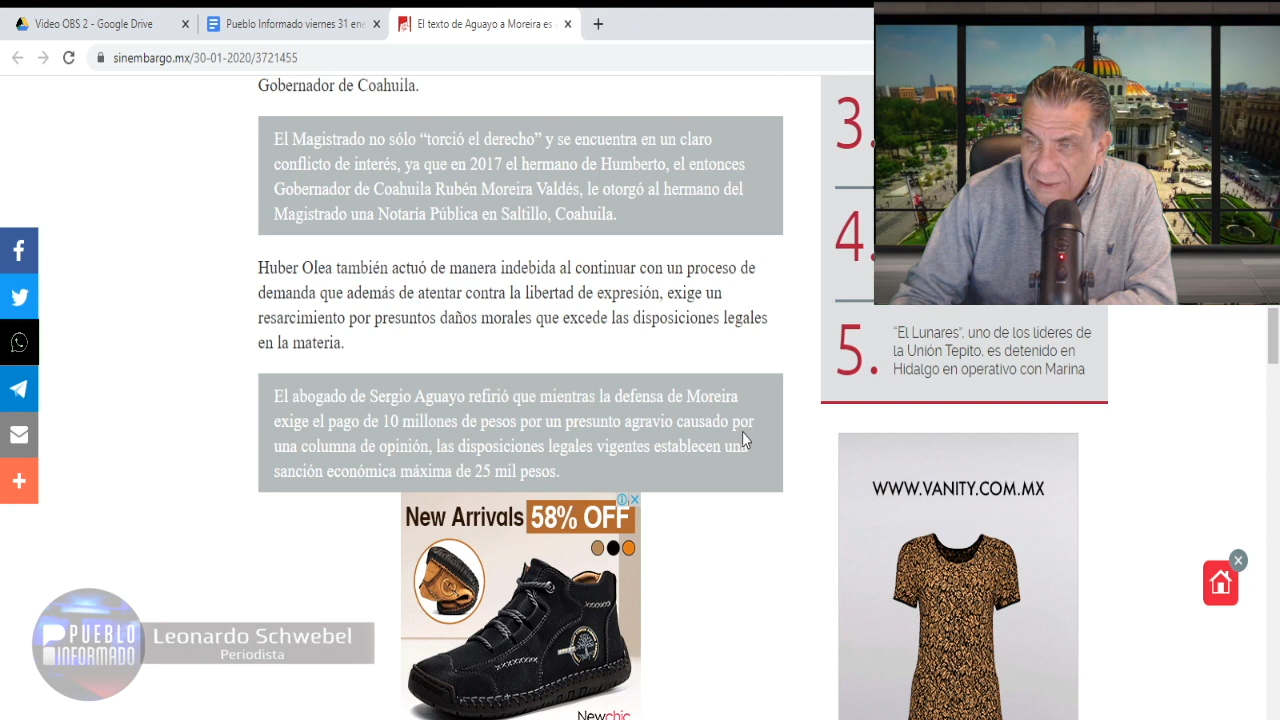 Video OBS 2 - Google Drive
Pueblo Informado viernes 31 ene
El texto de Aguayo a Moreira es
sinembargo.mx/30-01-2020/3721455
Gobernador de Coahuila.
El Magistrado no sólo “torció el derecho” y se encuentra en un claro
conflicto de interés, ya que en 2017 el hermano de Humberto, el entonces
Gobernador de Coahuila Rubén Moreira Valdés, le otorgó al hermano del
Magistrado una Notaría Pública en Saltillo, Coahuila.
Huber Olea también actuó de manera indebida al continuar con un proceso de
demanda que además de atentar contra la libertad de expresión, exige un
resarcimiento por presuntos daños morales que excede las disposiciones legales
en la materia.
El abogado de Sergio Aguayo refirió que mientras la defensa de Moreira
exige el pago de 10 millones de pesos por un presunto agravio causado por
una columna de opinión, las disposiciones legales vigentes establecen una
sanción económica máxima de 25 mil pesos.
3.
4.
5.
“El Lunares”, uno de los líderes de
la Unión Tepito, es detenido en
Hidalgo en operativo con Marina
New Arrivals 58% OFF
Newchic
WWW.VANITY.COM.MX
PUEBLO
INFORMADO
Leonardo Schwebel
Periodista